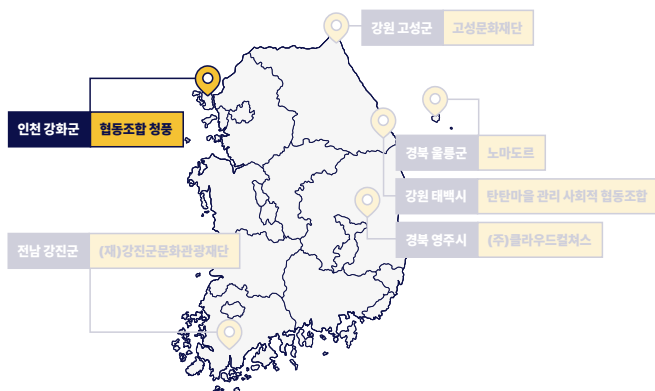 강원 고성군 고성문화재단
인천 강화군 협동조합 청풍
경북 울릉군 노마도르
강원 태백시 탄탄마을 관리 사회적 협동조합
경북 영주시 (주)클라우드컬쳐스
전남 강진군 (재)강진군문화관광재단